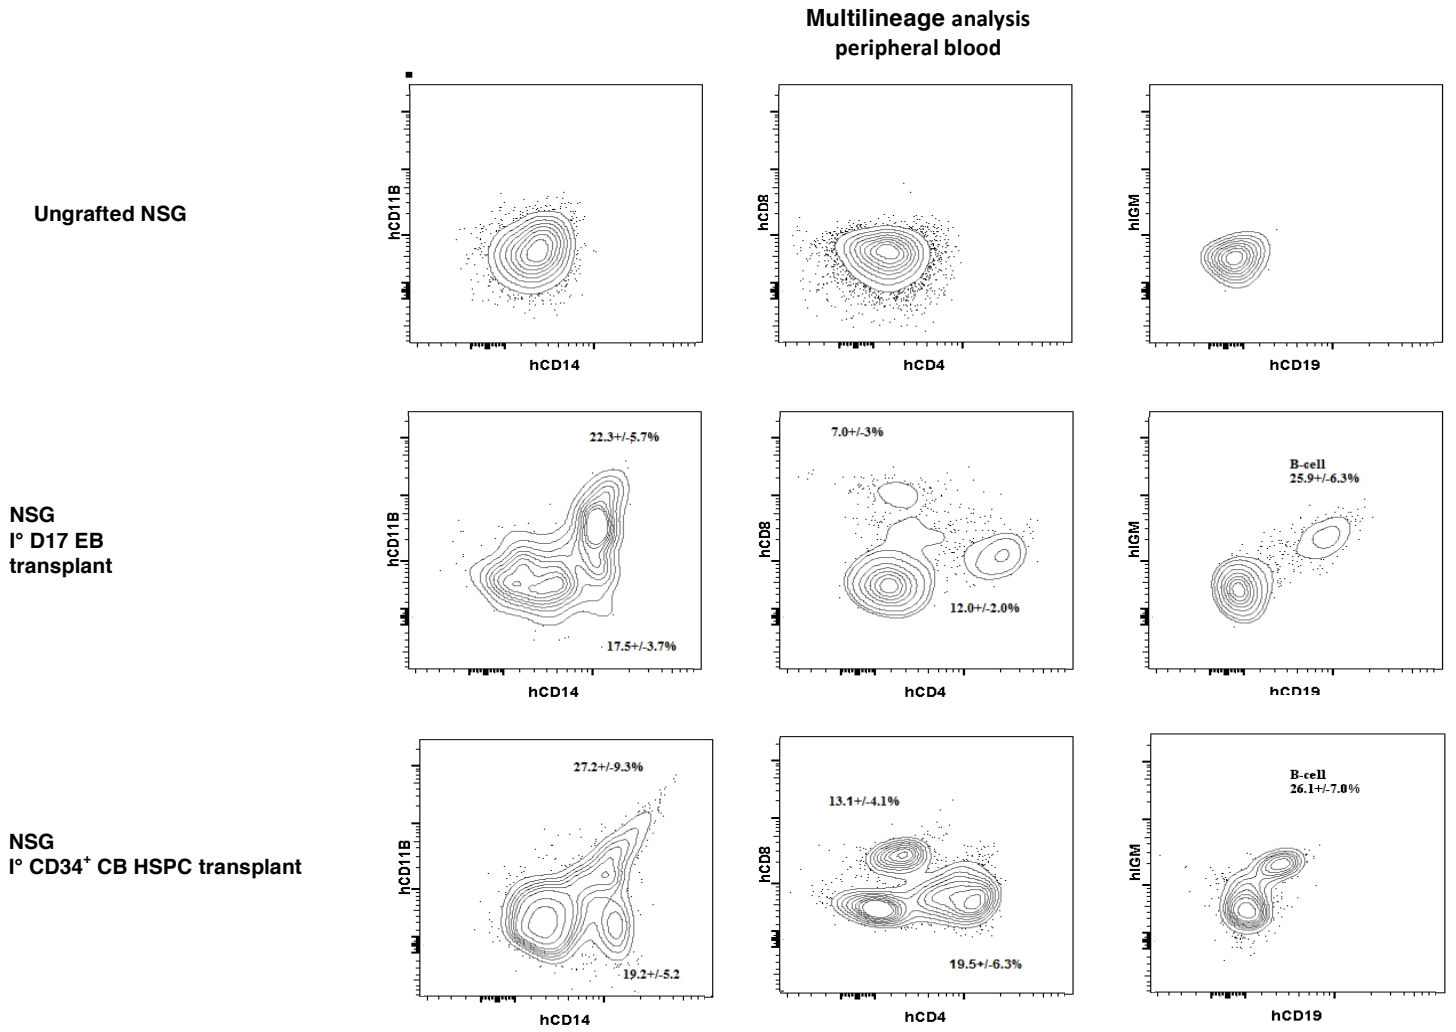 Multilineage analysis
peripheral blood
Ungrafted NSG
hCD11B
hCD14
hCD8
hCD4
hIGM
hCD19
NSG
I° D17 EB
transplant
22.3+/-5.7%
17.5+/-3.7%
hCD11B
hCD14
7.0+/-3%
12.0+/-2.0%
hCD8
hCD4
B-cell
25.9+/-6.3%
hIGM
hCD19
NSG
I° CD34⁺ CB HSPC transplant
27.2+/-9.3%
19.2+/-5.2
hCD11B
hCD14
13.1+/-4.1%
19.5+/-6.3%
hCD8
hCD4
B-cell
26.1+/-7.0%
hIGM
hCD19